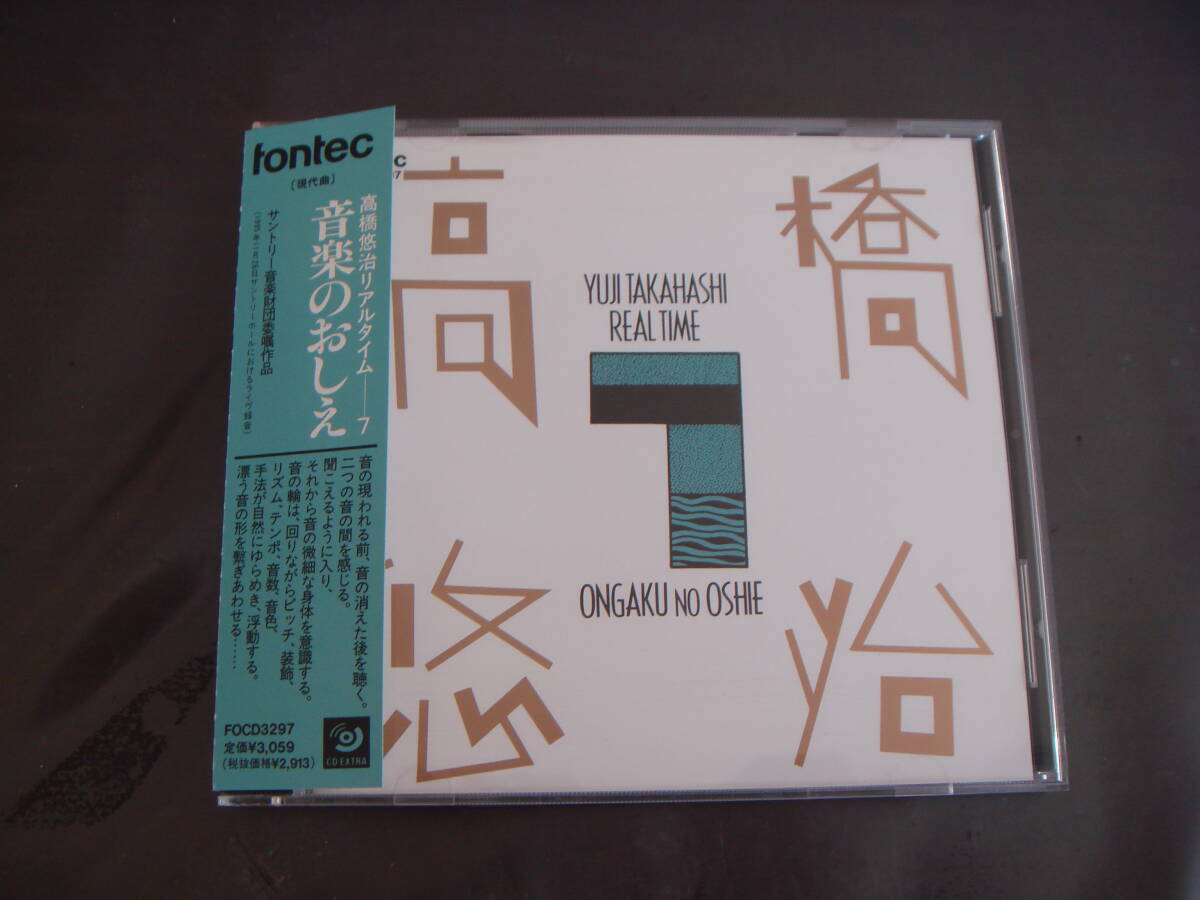 fontec
〔現代曲〕
高橋悠治リアルタイム——7
音楽のおしえ
サントリー音楽財団委嘱作品
音の現われる前、音の消えた後を聴く。
二つの音の間を感じる。
聞こえるように入り、
それから音の微細な身体を意識する。
音の輪は、回りながらピッチ、装飾、
リズム、テンポ、音数、音色、
手法が自然にゆらめき、浮動する。
漂う音の形を繋ぎあわせる……
FOCD3297
定価¥3,059
(税抜価格¥2,913)
CD EXTRA
高橋
悠治
YUJI TAKAHASHI
REAL TIME
7
ONGAKU NO OSHIE